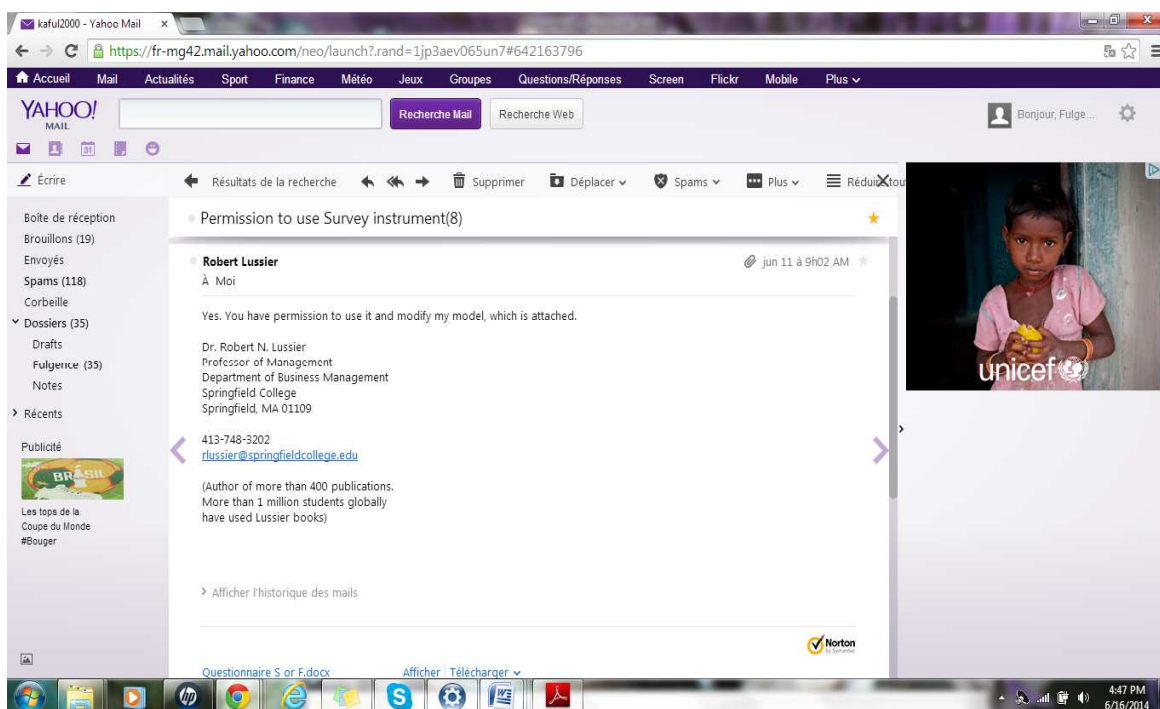 kaful2000 - Yahoo Mail
https://fr-mg42.mail.yahoo.com/neo/launch?.rand=1jp3aev065un7#642163796
Accueil Mail Actualités Sport Finance Météo Jeux Groupes Questions/Réponses Screen Flickr Mobile Plus
YAHOO!
MAIL
Recherche Mail Recherche Web Bonjour, Fulge...
31
Écrire Résultats de la recherche Supprimer Déplacer Spams Plus Réduire tou
Permission to use Survey instrument(8)
Boîte de réception
Brouillons (19)
Envoyés
Spams (118)
Corbeille
Dossiers (35)
Drafts
Fulgence (35)
Notes
Récents
Publicité
BRASIL
Les tops de la
Coupe du Monde
#Bouger
Robert Lussier jun 11 à 9h02 AM
À Moi
Yes. You have permission to use it and modify my model, which is attached.
Dr. Robert N. Lussier
Professor of Management
Department of Business Management
Springfield College
Springfield, MA 01109
413-748-3202
rlussier@springfieldcollege.edu
(Author of more than 400 publications.
More than 1 million students globally
have used Lussier books)
Afficher l'historique des mails
Norton
by Symantec
Questionnaire S or F.docx Afficher Télécharger
unicef
4:47 PM
6/16/2014